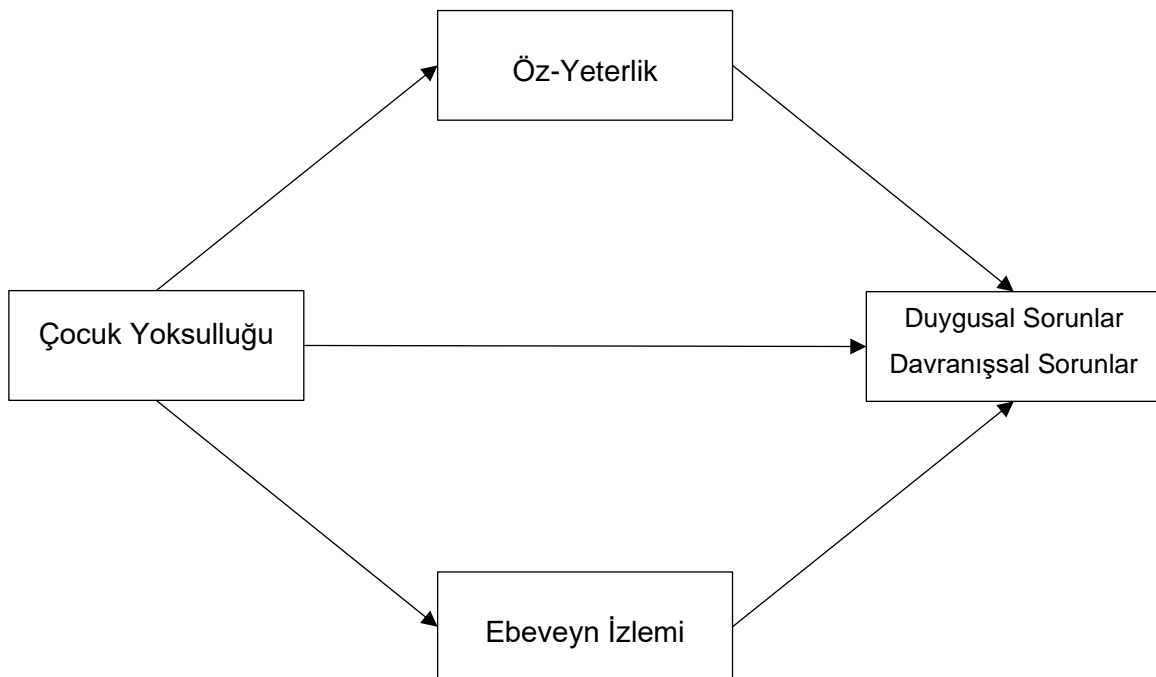 Öz-Yeterlik
Çocuk Yoksulluğu
Duygusal Sorunlar
Davranışsal Sorunlar
Ebeveyn İzlemi